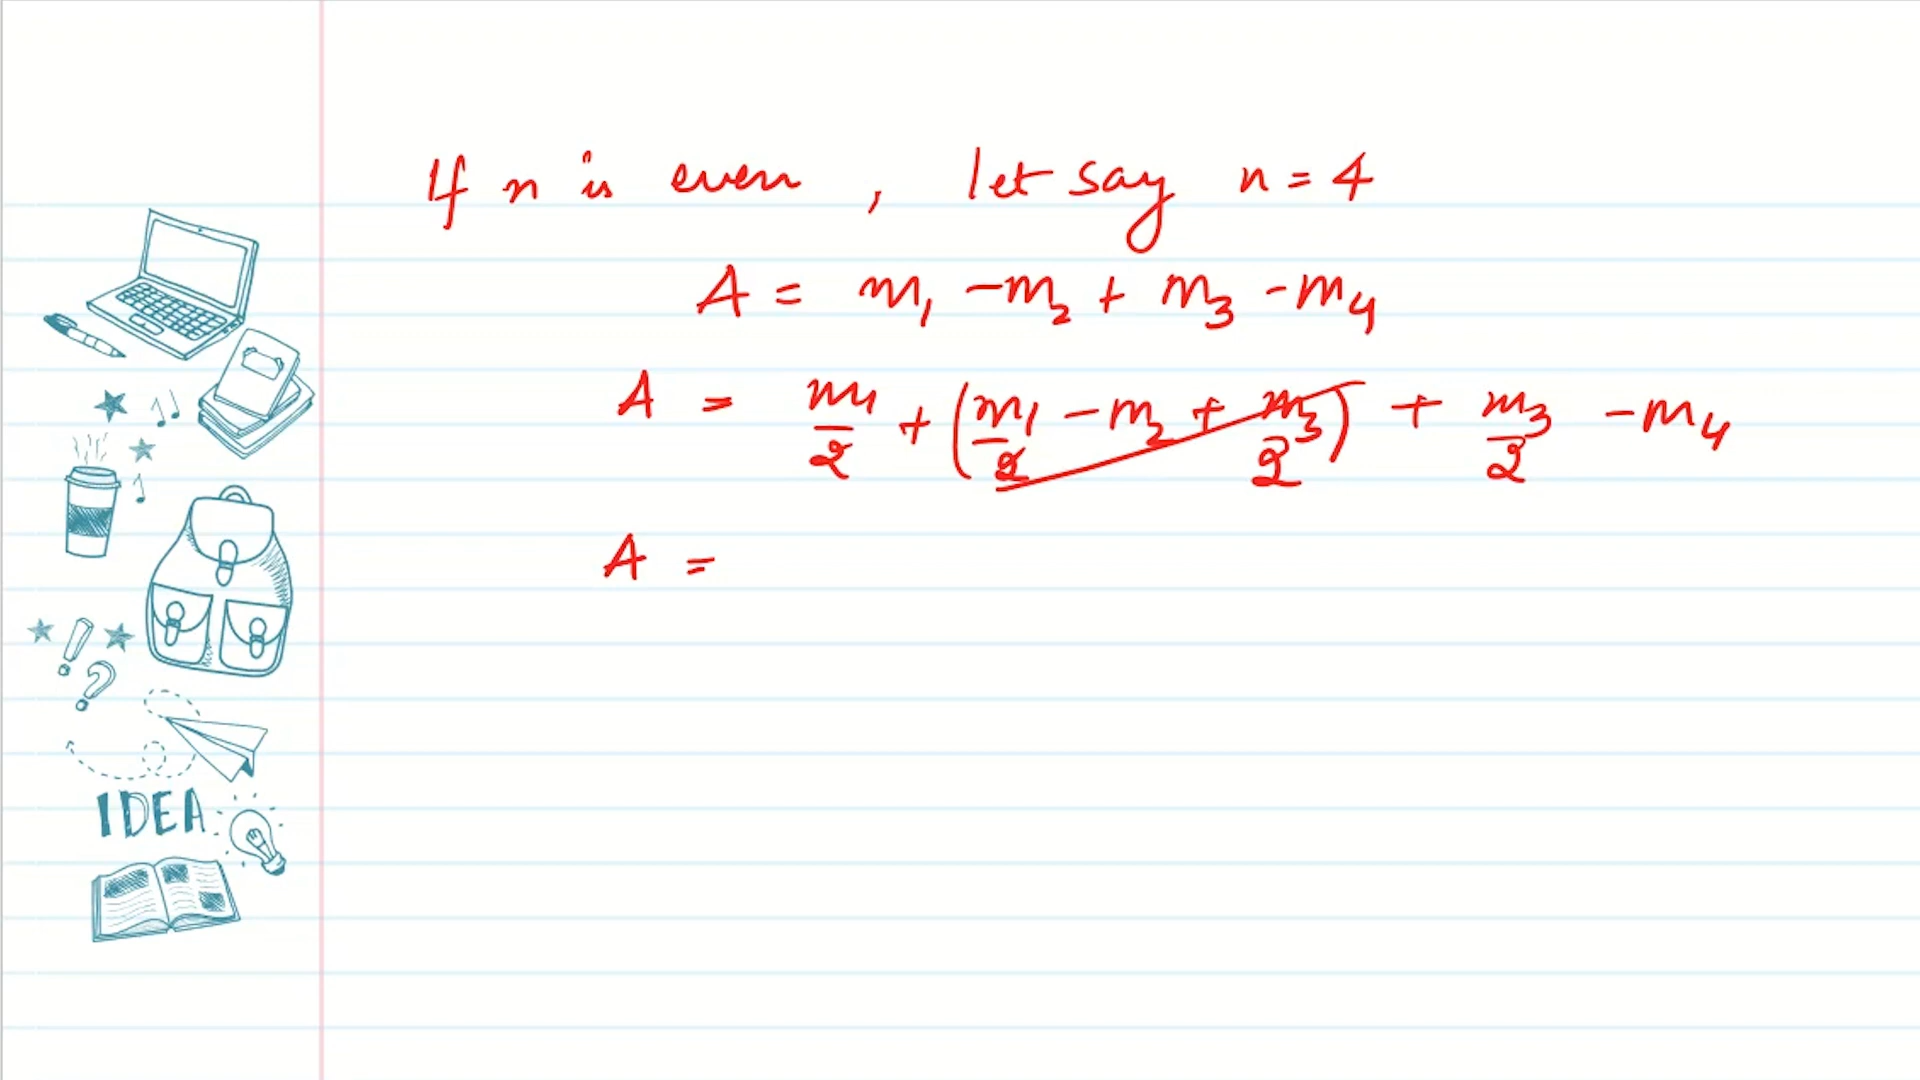 If n is even , let say n = 4
A = m₁ - m₂ + m₃ - m₄
A = m₁/2 + (m₁/2 - m₂ + m₃/2) + m₃/2 - m₄
A =
IDEA